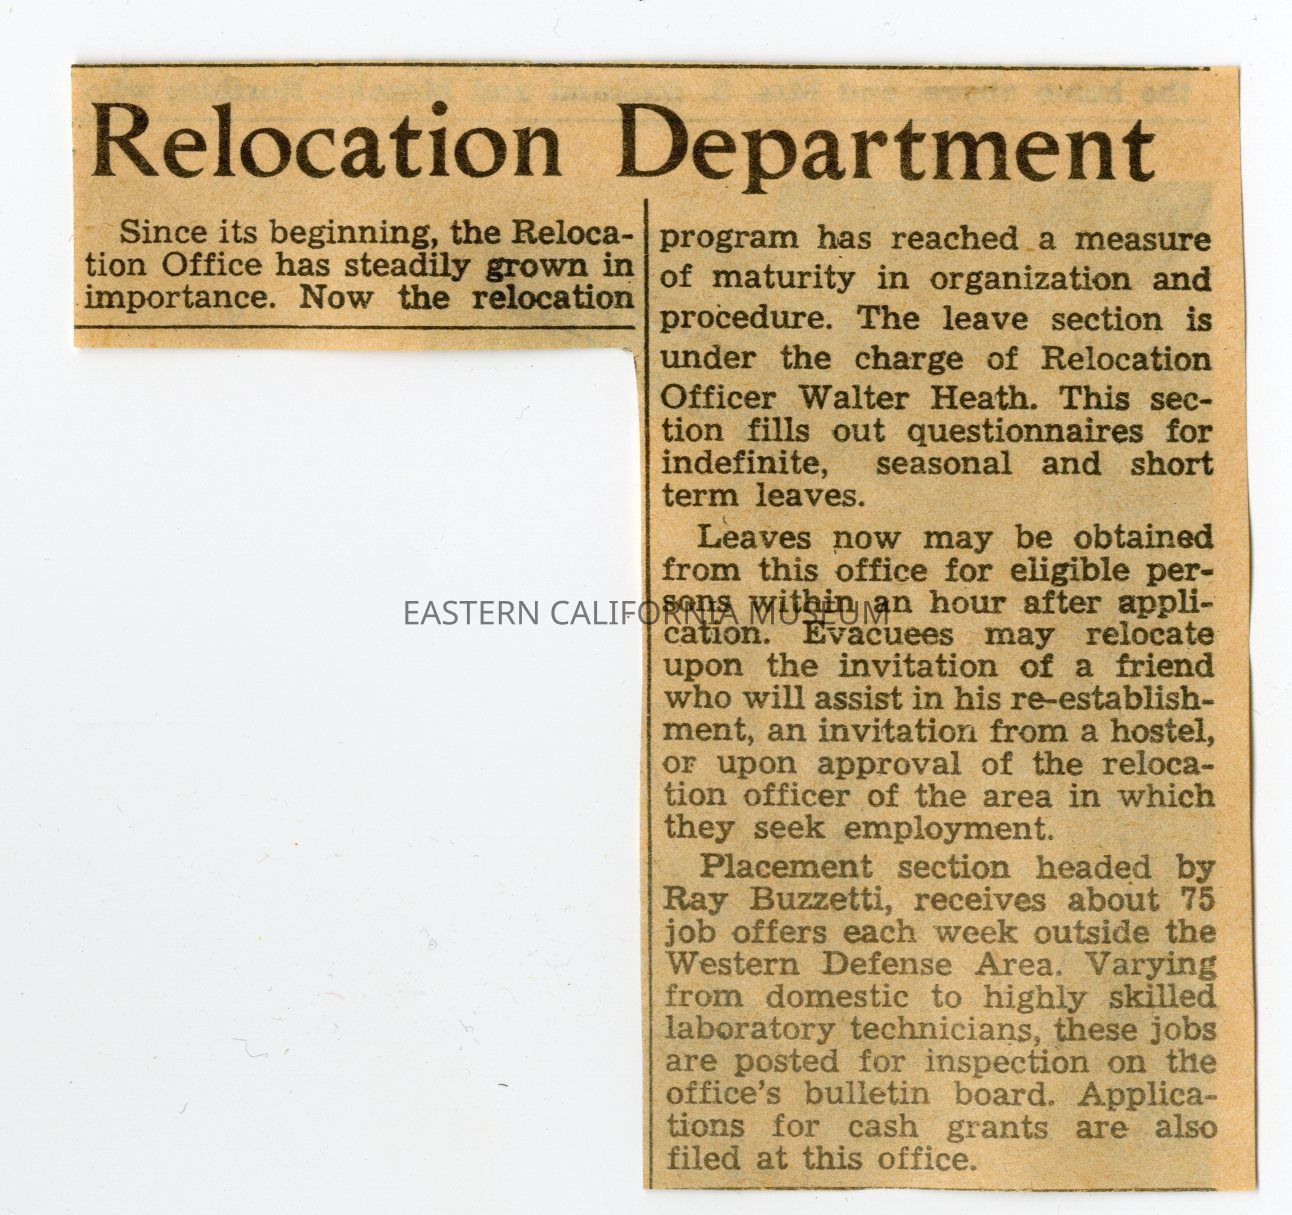 Relocation Department
Since its beginning, the Reloca-
tion Office has steadily grown in
importance. Now the relocation
program has reached a measure
of maturity in organization and
procedure. The leave section is
under the charge of Relocation
Officer Walter Heath. This sec-
tion fills out questionnaires for
indefinite, seasonal and short
term leaves.
Leaves now may be obtained
from this office for eligible per-
sons within an hour after appli-
cation. Evacuees may relocate
upon the invitation of a friend
who will assist in his re-establish-
ment, an invitation from a hostel,
or upon approval of the reloca-
tion officer of the area in which
they seek employment.
Placement section headed by
Ray Buzzetti, receives about 75
job offers each week outside the
Western Defense Area. Varying
from domestic to highly skilled
laboratory technicians, these jobs
are posted for inspection on the
office's bulletin board. Applica-
tions for cash grants are also
filed at this office.
EASTERN CALIFORNIA MUSEUM